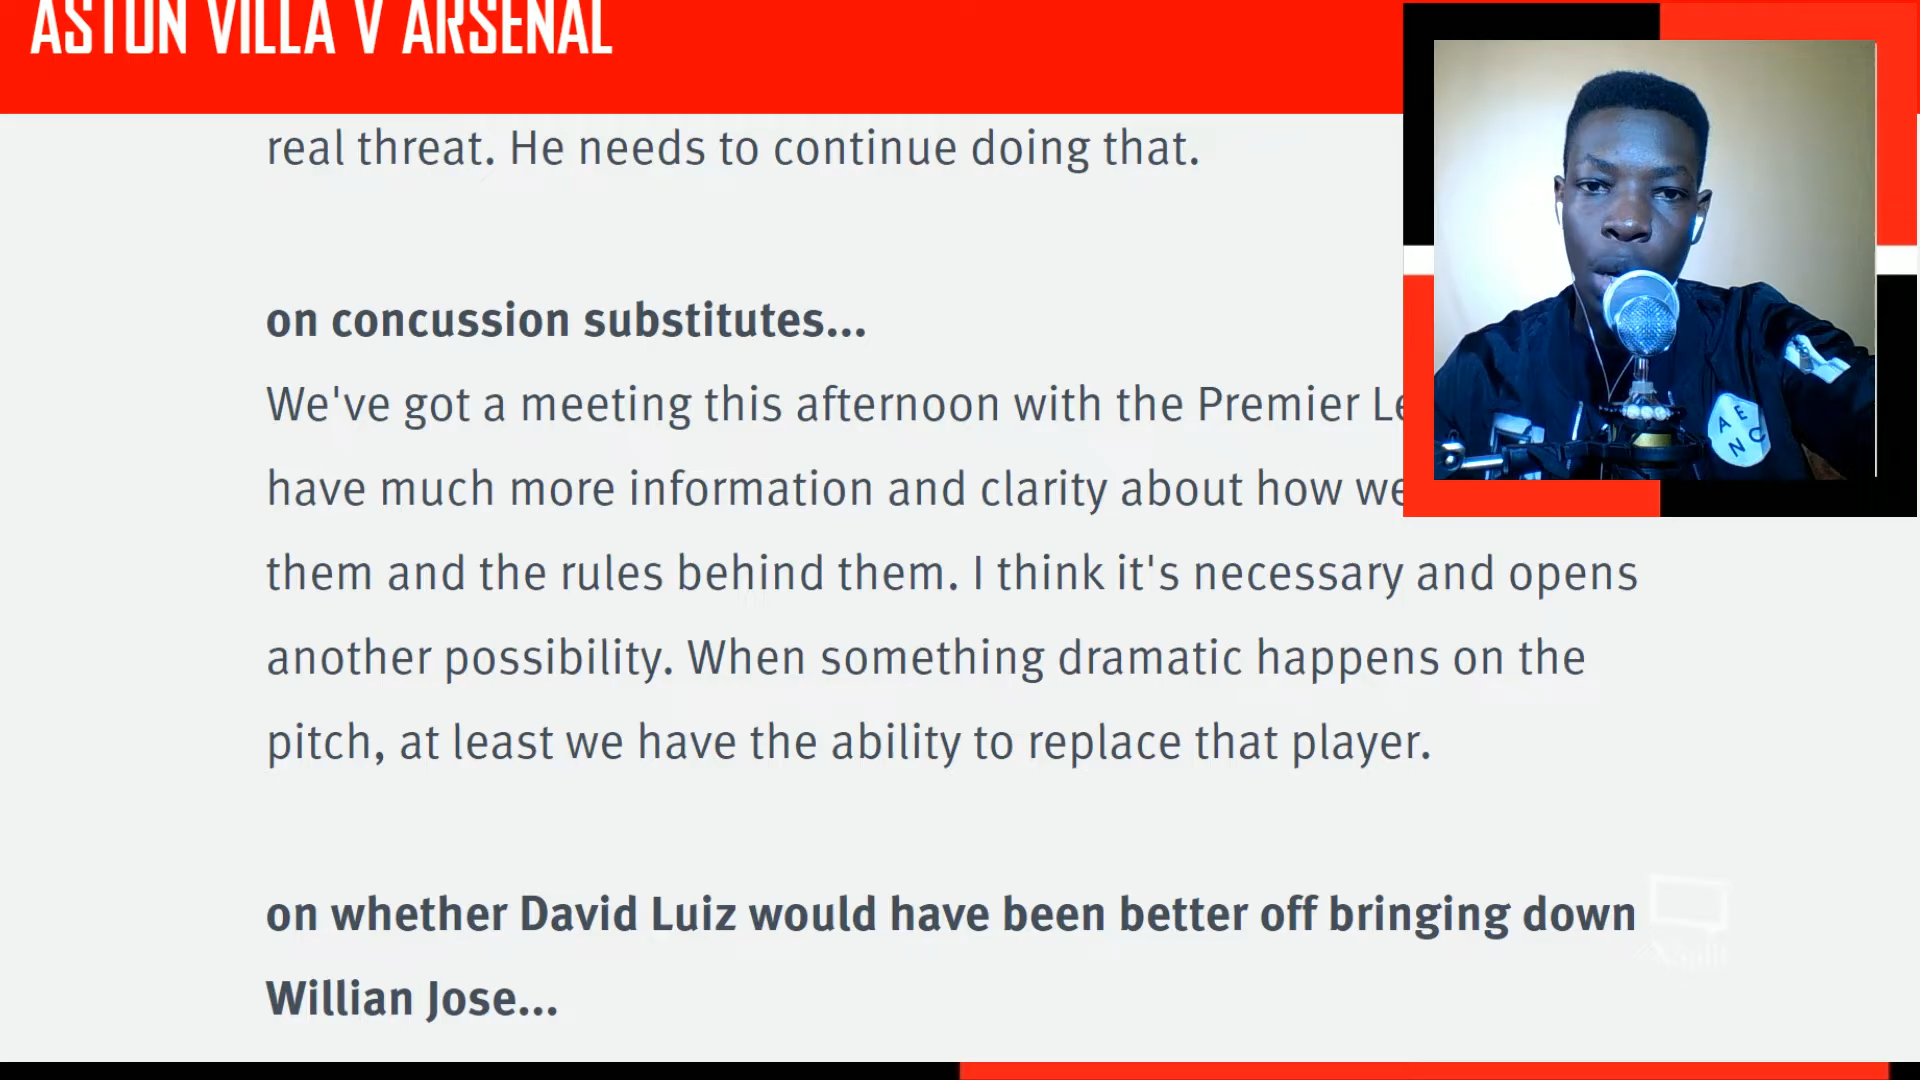 ASTON VILLA V ARSENAL
real threat. He needs to continue doing that.
on concussion substitutes...
We've got a meeting this afternoon with the Premier
have much more information and clarity about how we
them and the rules behind them. I think it's necessary and opens
another possibility. When something dramatic happens on the
pitch, at least we have the ability to replace that player.
on whether David Luiz would have been better off bringing down
Willian Jose...